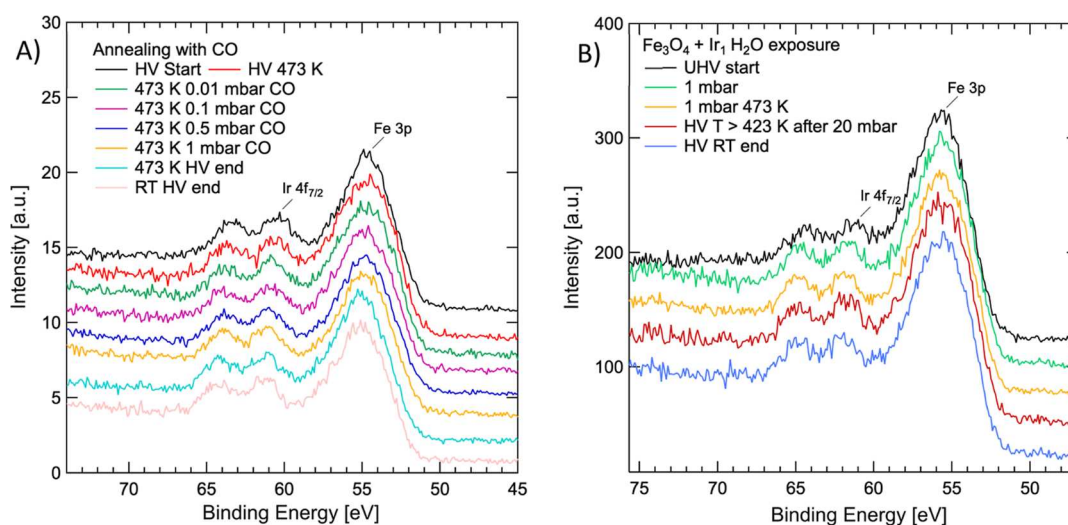 A)
Annealing with CO
HV Start HV 473 K
473 K 0.01 mbar CO
473 K 0.1 mbar CO
473 K 0.5 mbar CO
473 K 1 mbar CO
473 K HV end
RT HV end
Fe 3p
Ir 4f7/2
Intensity [a.u.]
30
25
20
15
10
5
0
70 65 60 55 50 45
Binding Energy [eV]
B)
Fe3O4 + Ir1 H2O exposure
UHV start
1 mbar
1 mbar 473 K
HV T > 423 K after 20 mbar
HV RT end
Fe 3p
Ir 4f7/2
Intensity [a.u.]
400
300
200
100
75 70 65 60 55 50
Binding Energy [eV]